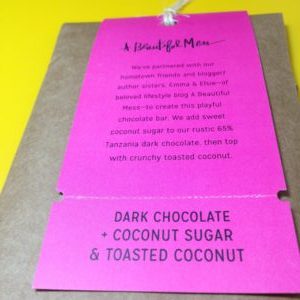 A Beautiful Mess
We've partnered with our
hometown friends and blogger/
author sisters, Emma & Elsie—of
beloved lifestyle blog A Beautiful
Mess—to create this playful
chocolate bar. We add sweet
coconut sugar to our rustic 65%
Tanzania dark chocolate, then top
with crunchy toasted coconut.
DARK CHOCOLATE
+ COCONUT SUGAR
& TOASTED COCONUT